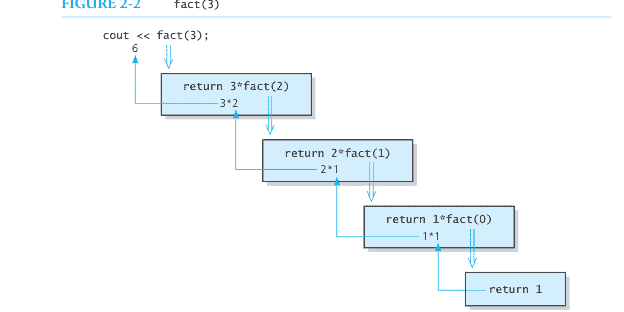 FIGURE 2-2 fact(3)
cout << fact(3);
6
return 3*fact(2)
3*2
return 2*fact(1)
2*1
return 1*fact(0)
1*1
return 1